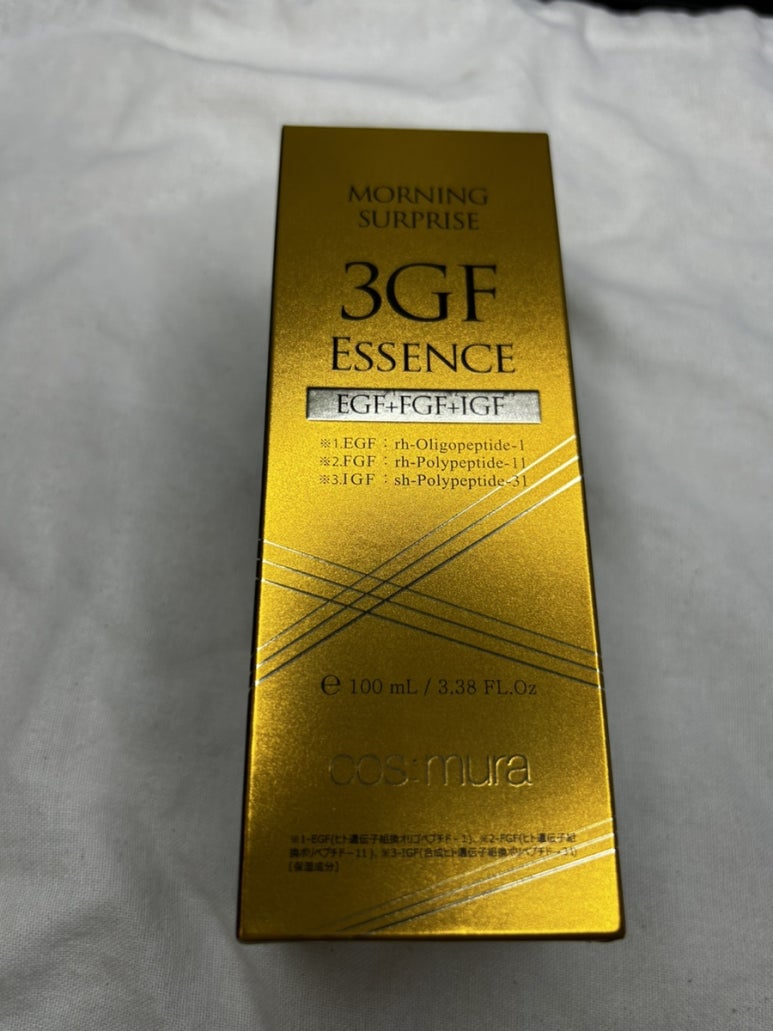 MORNING
SURPRISE
3GF
ESSENCE
EGF+FGF+IGF
※1.EGF : rh-Oligopeptide-1
※2.FGF : rh-Polypeptide-11
※3.IGF : sh-Polypeptide-31
℮ 100 mL / 3.38 FL.Oz
cos:mura
※1-EGF(ヒト遺伝子組換オリゴペプチド-1)、※2-FGF(ヒト遺伝子組
換ポリペプチド-11)、※3-IGF(合成ヒト遺伝子組換ポリペプチド-31)
[保湿成分]